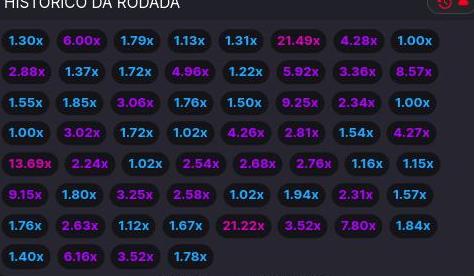 HISTÓRICO DA RODADA
1.30x 6.00x 1.79x 1.13x 1.31x 21.49x 4.28x 1.00x
2.88x 1.37x 1.72x 4.96x 1.22x 5.92x 3.36x 8.57x
1.55x 1.85x 3.06x 1.76x 1.50x 9.25x 2.34x 1.00x
1.00x 3.02x 1.72x 1.02x 4.26x 2.81x 1.54x 4.27x
13.69x 2.24x 1.02x 2.54x 2.68x 2.76x 1.16x 1.15x
9.15x 1.80x 3.25x 2.58x 1.02x 1.94x 2.31x 1.57x
1.76x 2.63x 1.12x 1.67x 21.22x 3.52x 7.80x 1.84x
1.40x 6.16x 3.52x 1.78x